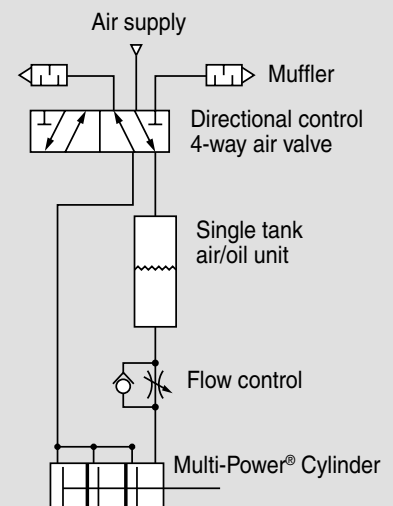 Air supply
Muffler
Directional control
4-way air valve
Single tank
air/oil unit
Flow control
Multi-Power® Cylinder